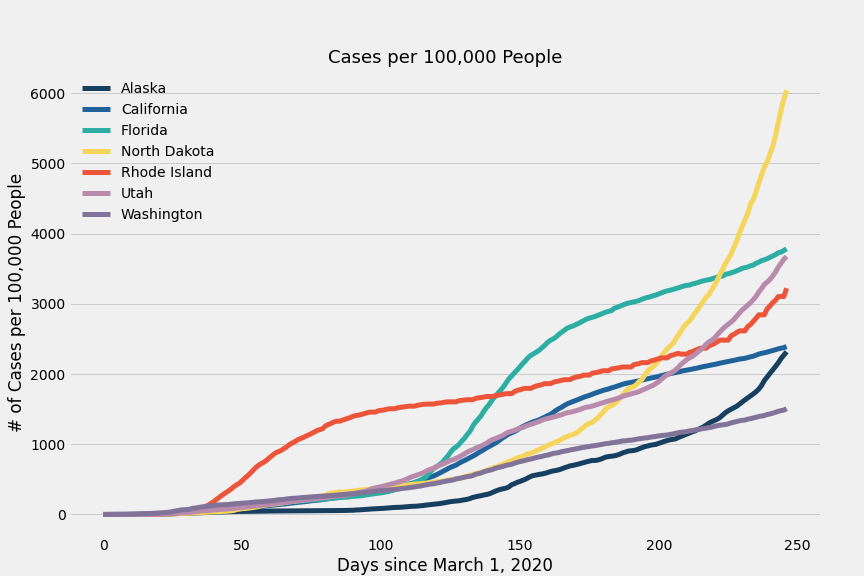 Cases per 100,000 People
# of Cases per 100,000 People
6000
5000
4000
3000
2000
1000
0
Alaska
California
Florida
North Dakota
Rhode Island
Utah
Washington
0 50 100 150 200 250
Days since March 1, 2020